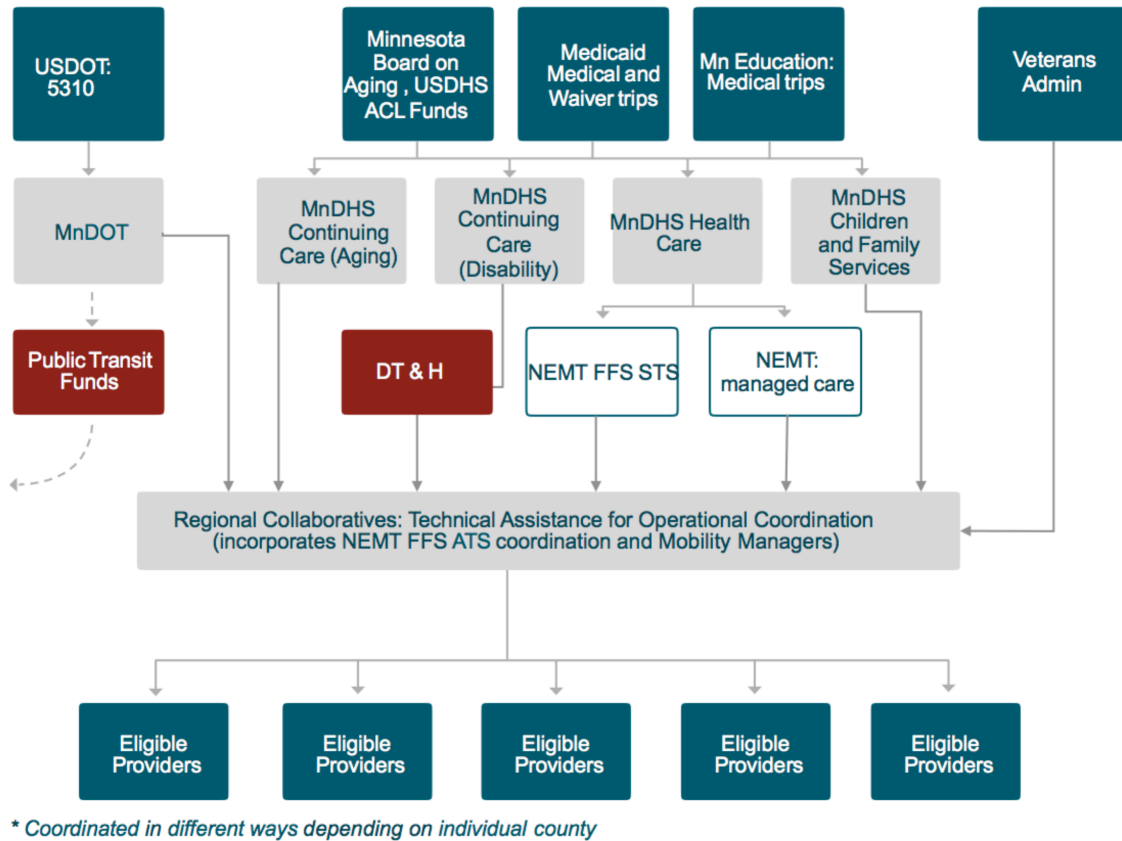 USDOT:
5310
Minnesota
Board on
Aging , USDHS
ACL Funds
Medicaid
Medical and
Waiver trips
Mn Education:
Medical trips
Veterans
Admin
MnDOT
MnDHS
Continuing
Care (Aging)
MnDHS
Continuing
Care
(Disability)
MnDHS Health
Care
MnDHS
Children
and Family
Services
Public Transit
Funds
DT & H
NEMT FFS STS
NEMT:
managed care
Regional Collaboratives: Technical Assistance for Operational Coordination
(incorporates NEMT FFS ATS coordination and Mobility Managers)
Eligible
Providers
Eligible
Providers
Eligible
Providers
Eligible
Providers
Eligible
Providers
* Coordinated in different ways depending on individual county